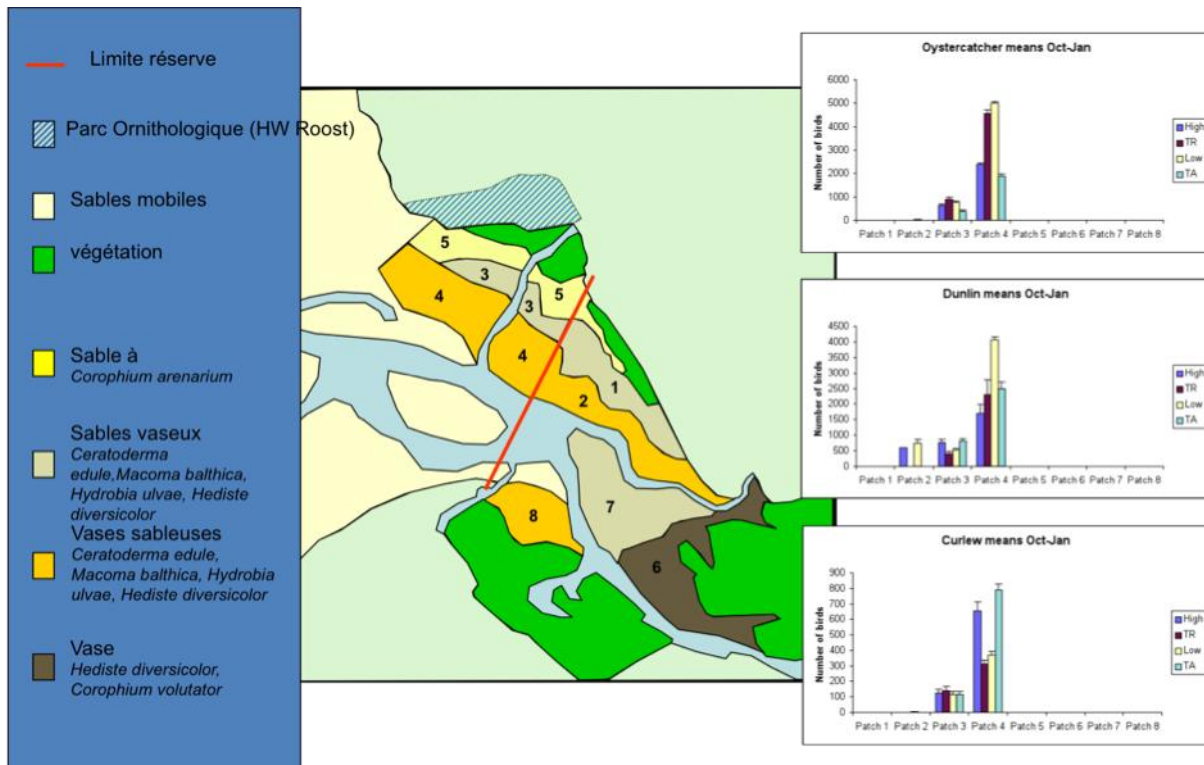 Limite réserve
Parc Ornithologique (HW Roost)
Sables mobiles
végétation
Sable à
Corophium arenarium
Sables vaseux
Ceratoderma
edule,Macoma balthica,
Hydrobia ulvae, Hediste
diversicolor
Vases sableuses
Ceratoderma edule,
Macoma balthica, Hydrobia
ulvae, Hediste diversicolor
Vase
Hediste diversicolor,
Corophium volutator
5
3
4
3
5
4
1
2
7
8
6
Oystercatcher means Oct-Jan
Number of birds
6000
5000
4000
3000
2000
1000
0
Patch 1 Patch 2 Patch 3 Patch 4 Patch 5 Patch 6 Patch 7 Patch 8
High
TR
Low
TA
Dunlin means Oct-Jan
Number of birds
4500
4000
3500
3000
2500
2000
1500
1000
500
0
Patch 1 Patch 2 Patch 3 Patch 4 Patch 5 Patch 6 Patch 7 Patch 8
High
TR
Low
TA
Curlew means Oct-Jan
Number of birds
900
800
700
600
500
400
300
200
100
0
Patch 1 Patch 2 Patch 3 Patch 4 Patch 5 Patch 6 Patch 7 Patch 8
High
TR
Low
TA